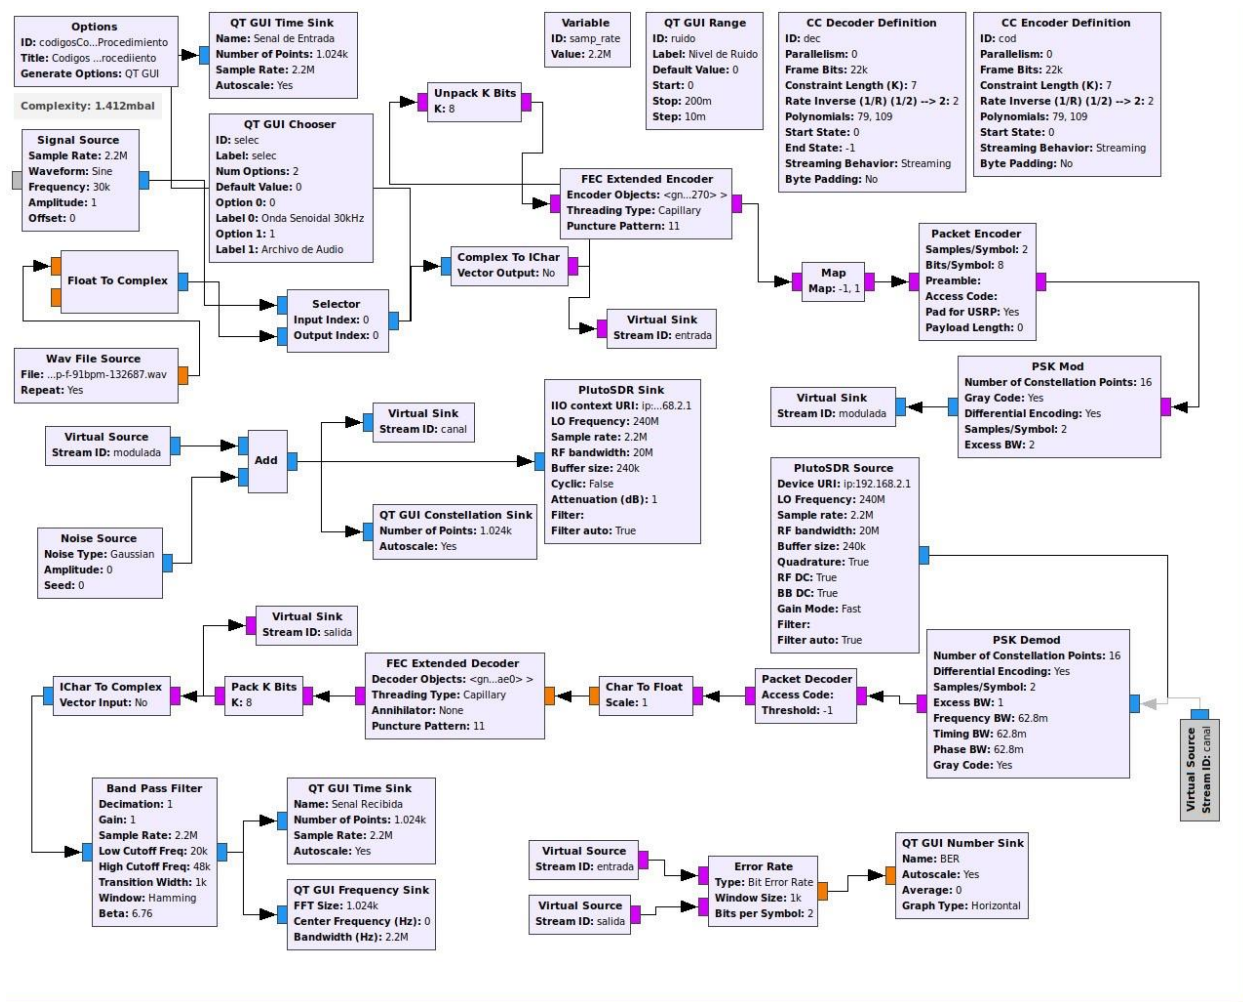 Options
ID: codigosCo...Procedimiento
Title: Codigos ...rocediiento
Generate Options: QT GUI
Complexity: 1.412mbal
QT GUI Time Sink
Name: Senal de Entrada
Number of Points: 1.024k
Sample Rate: 2.2M
Autoscale: Yes
Variable
ID: samp_rate
Value: 2.2M
QT GUI Range
ID: ruido
Label: Nivel de Ruido
Default Value: 0
Start: 0
Stop: 200m
Step: 10m
CC Decoder Definition
ID: dec
Parallelism: 0
Frame Bits: 22k
Constraint Length (K): 7
Rate Inverse (1/R) (1/2) --> 2: 2
Polynomials: 79, 109
Start State: 0
End State: -1
Streaming Behavior: Streaming
Byte Padding: No
CC Encoder Definition
ID: cod
Parallelism: 0
Frame Bits: 22k
Constraint Length (K): 7
Rate Inverse (1/R) (1/2) --> 2: 2
Polynomials: 79, 109
Start State: 0
Streaming Behavior: Streaming
Byte Padding: No
Unpack K Bits
K: 8
Signal Source
Sample Rate: 2.2M
Waveform: Sine
Frequency: 30k
Amplitude: 1
Offset: 0
QT GUI Chooser
ID: selec
Label: selec
Num Options: 2
Default Value: 0
Option 0: 0
Label 0: Onda Senoidal 30kHz
Option 1: 1
Label 1: Archivo de Audio
FEC Extended Encoder
Encoder Objects: <gn...270> >
Threading Type: Capillary
Puncture Pattern: 11
Packet Encoder
Samples/Symbol: 2
Bits/Symbol: 8
Preamble:
Access Code:
Pad for USRP: Yes
Payload Length: 0
Float To Complex
Complex To IChar
Vector Output: No
Map
Map: -1, 1
Selector
Input Index: 0
Output Index: 0
Virtual Sink
Stream ID: entrada
Wav File Source
File: ...p-f-91bpm-132687.wav
Repeat: Yes
PSK Mod
Number of Constellation Points: 16
Gray Code: Yes
Differential Encoding: Yes
Samples/Symbol: 2
Excess BW: 2
Virtual Sink
Stream ID: modulada
PlutoSDR Sink
IIO context URI: ip:...68.2.1
LO Frequency: 240M
Sample rate: 2.2M
RF bandwidth: 20M
Buffer size: 240k
Cyclic: False
Attenuation (dB): 1
Filter:
Filter auto: True
Virtual Sink
Stream ID: canal
Virtual Source
Stream ID: modulada
Add
PlutoSDR Source
Device URI: ip:192.168.2.1
LO Frequency: 240M
Sample rate: 2.2M
RF bandwidth: 20M
Buffer size: 240k
Quadrature: True
RF DC: True
BB DC: True
Gain Mode: Fast
Filter:
Filter auto: True
QT GUI Constellation Sink
Number of Points: 1.024k
Autoscale: Yes
Noise Source
Noise Type: Gaussian
Amplitude: 0
Seed: 0
Virtual Sink
Stream ID: salida
PSK Demod
Number of Constellation Points: 16
Differential Encoding: Yes
Samples/Symbol: 2
Excess BW: 1
Frequency BW: 62.8m
Timing BW: 62.8m
Phase BW: 62.8m
Gray Code: Yes
IChar To Complex
Vector Input: No
Pack K Bits
K: 8
FEC Extended Decoder
Decoder Objects: <gn...ae0> >
Threading Type: Capillary
Annihilator: None
Puncture Pattern: 11
Char To Float
Scale: 1
Packet Decoder
Access Code:
Threshold: -1
Virtual Source
Stream ID: canal
Band Pass Filter
Decimation: 1
Gain: 1
Sample Rate: 2.2M
Low Cutoff Freq: 20k
High Cutoff Freq: 48k
Transition Width: 1k
Window: Hamming
Beta: 6.76
QT GUI Time Sink
Name: Senal Recibida
Number of Points: 1.024k
Sample Rate: 2.2M
Autoscale: Yes
QT GUI Frequency Sink
FFT Size: 1.024k
Center Frequency (Hz): 0
Bandwidth (Hz): 2.2M
Virtual Source
Stream ID: entrada
Virtual Source
Stream ID: salida
Error Rate
Type: Bit Error Rate
Window Size: 1k
Bits per Symbol: 2
QT GUI Number Sink
Name: BER
Autoscale: Yes
Average: 0
Graph Type: Horizontal